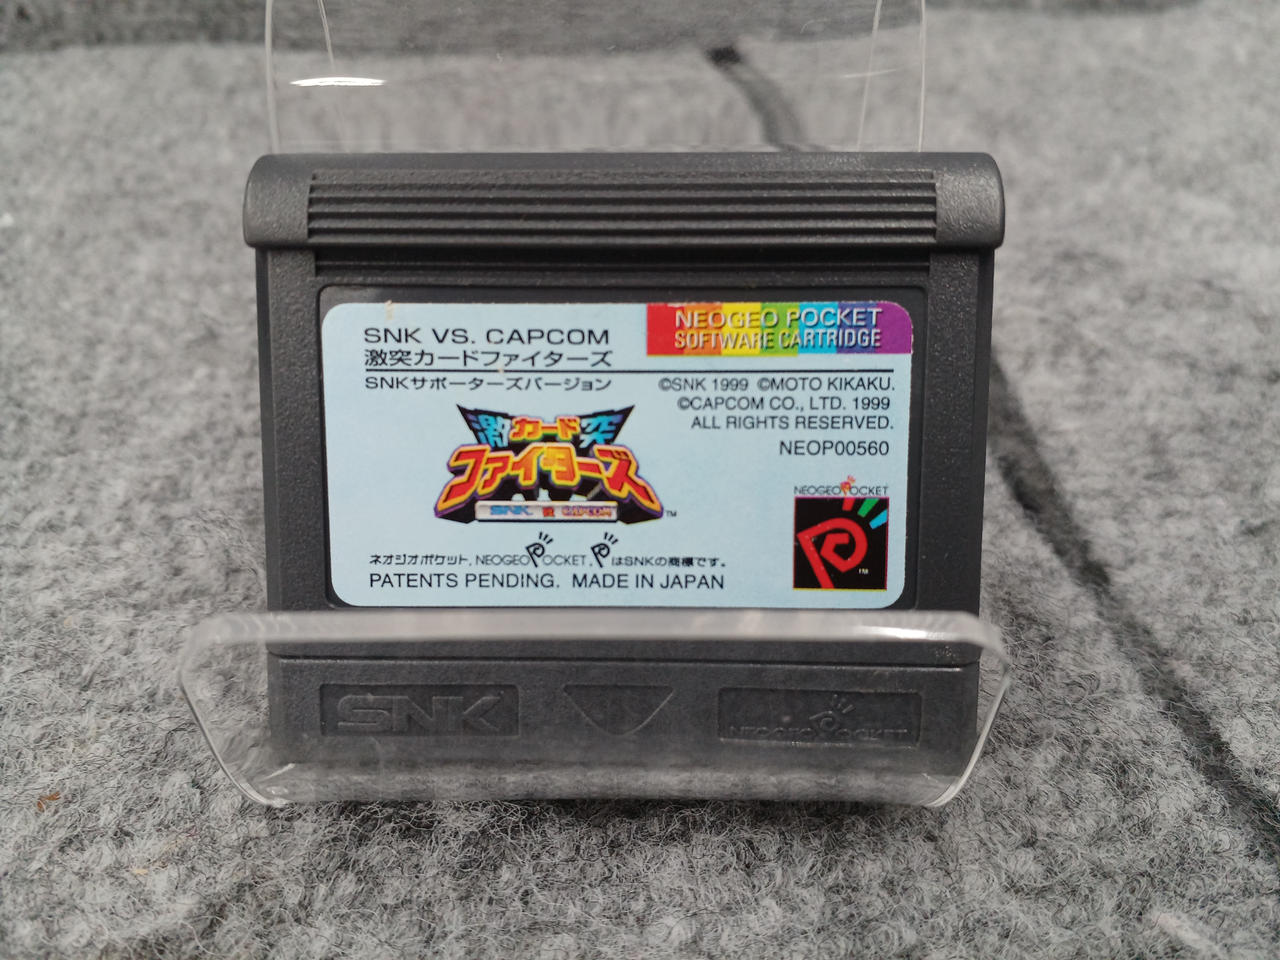 SNK VS. CAPCOM
激突カードファイターズ
SNKサポーターズバージョン
NEOGEO POCKET
SOFTWARE CARTRIDGE
©SNK 1999 ©MOTO KIKAKU.
©CAPCOM CO., LTD. 1999
ALL RIGHTS RESERVED.
NEOP00560
激カード突
ファイターズ
SNK VS CAPCOM
TM
NEOGEO POCKET
P
TM
ネオジオポケット, NEOGEO POCKET, PはSNKの商標です。
PATENTS PENDING. MADE IN JAPAN
SNK
NEOGEO POCKET